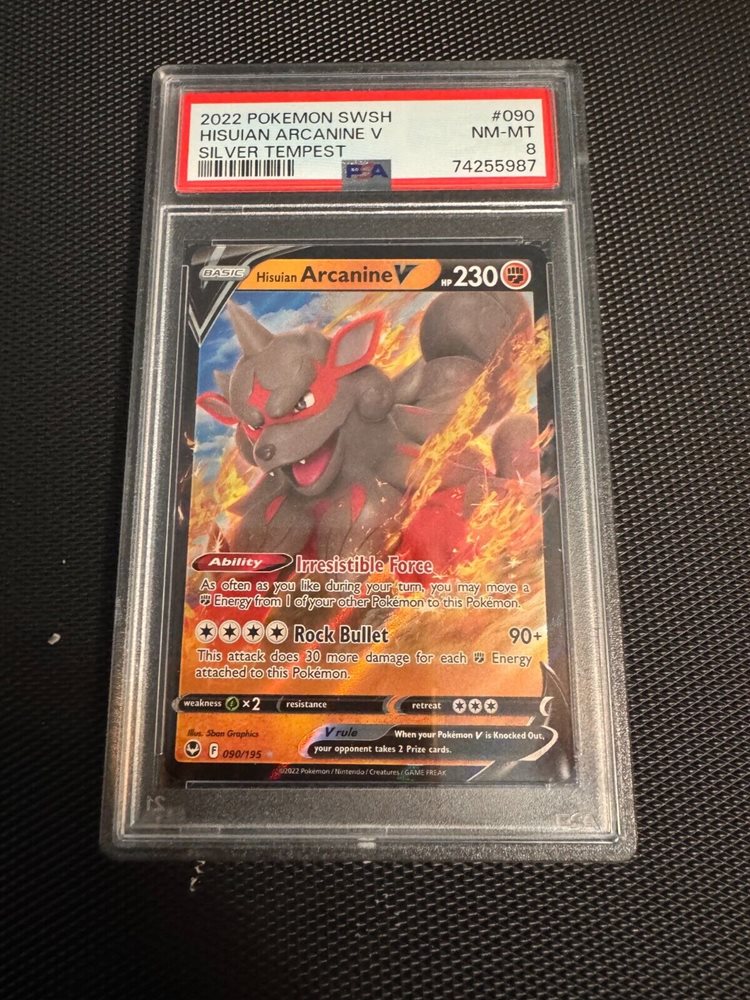 2022 POKEMON SWSH #090
HISUIAN ARCANINE V NM-MT
SILVER TEMPEST 8
PSA 74255987
BASIC Hisuian Arcanine V HP 230
Ability Irresistible Force
As often as you like during your turn, you may move a
Energy from 1 of your other Pokémon to this Pokémon.
Rock Bullet 90+
This attack does 30 more damage for each Energy
attached to this Pokémon.
weakness ×2 resistance retreat
Illus. 5ban Graphics
V rule When your Pokémon V is Knocked Out,
your opponent takes 2 Prize cards.
F 090/195
©2022 Pokémon / Nintendo / Creatures / GAME FREAK